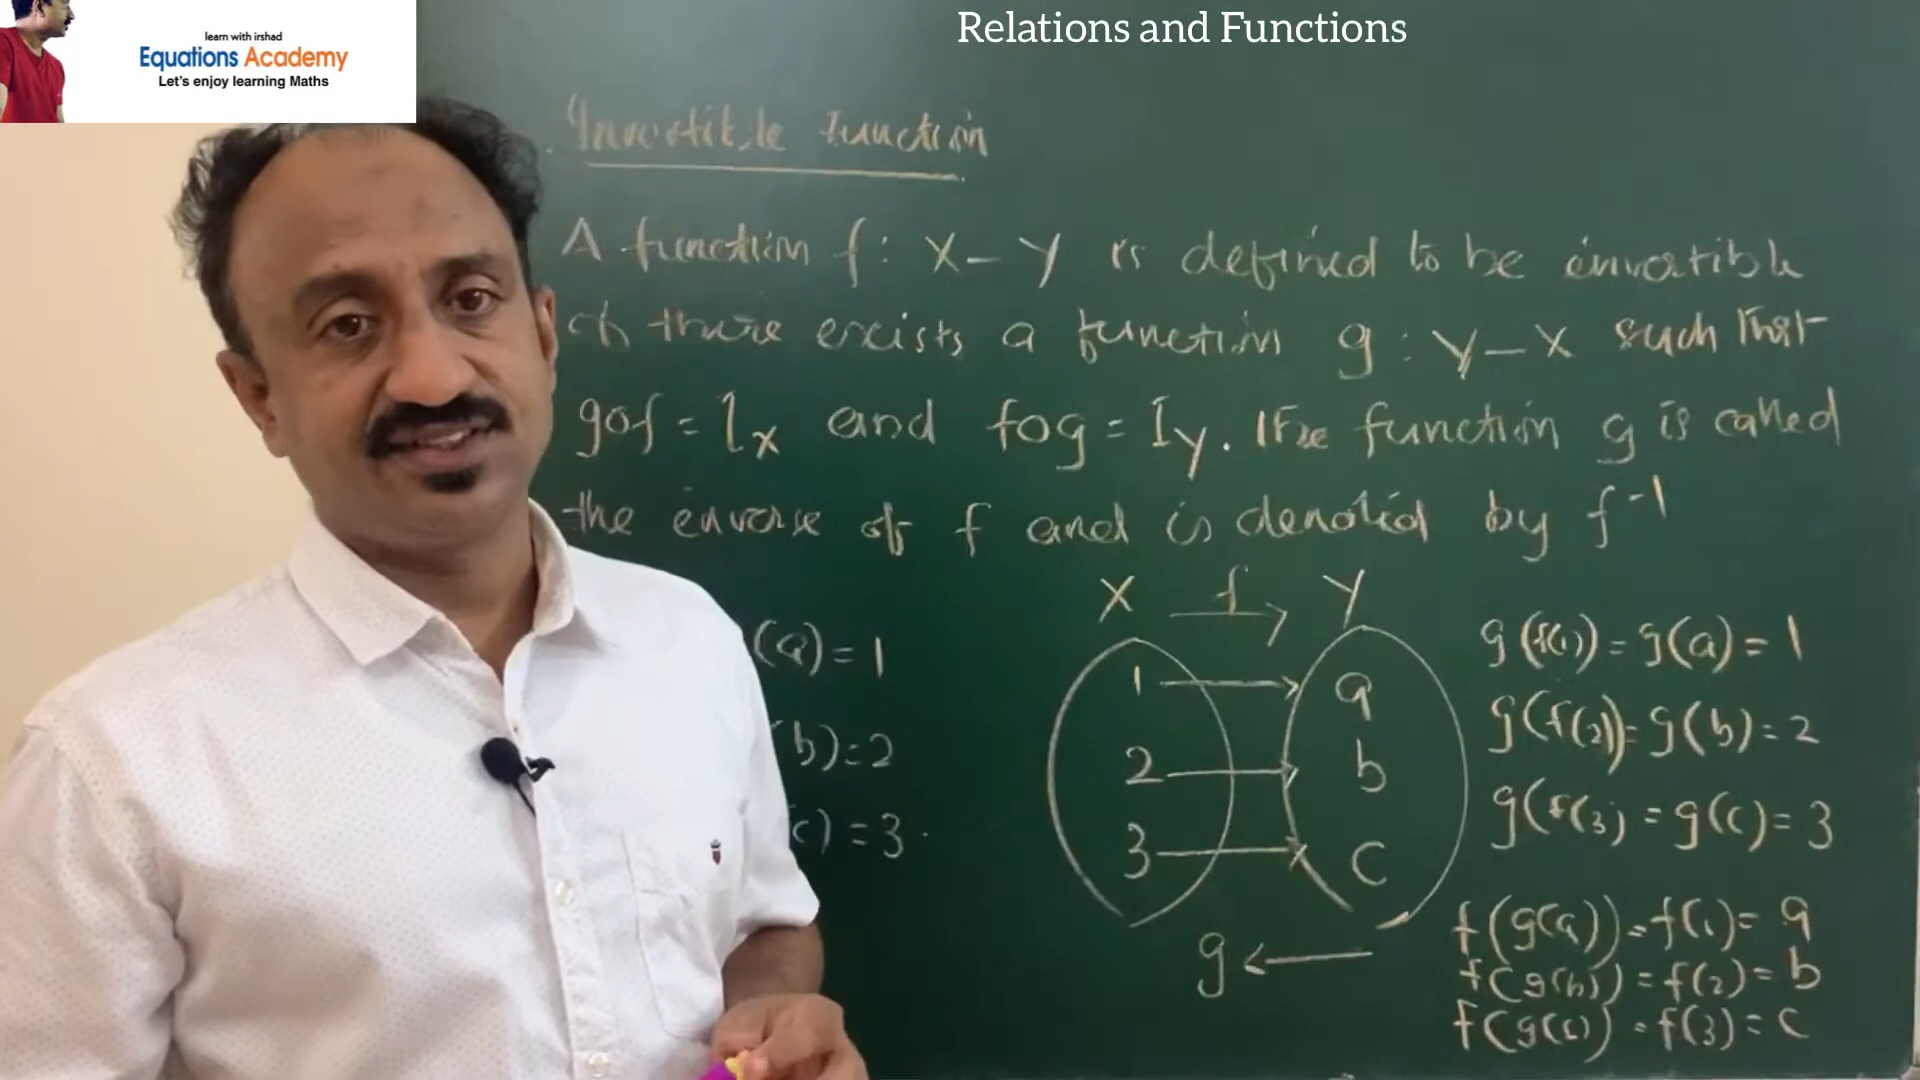 Relations and Functions
learn with irshad
Equations Academy
Let's enjoy learning Maths
Invertible function
A function f: X – Y is defined to be invertible
if there exists a function g : Y – X such that
gof = I_X and fog = I_Y. The function g is called
the inverse of f and is denoted by f⁻¹
X f Y
(a) = 1
b) = 2
c) = 3.
1 a
2 b
3 c
g
g(f(1)) = g(a) = 1
g(f(2)) = g(b) = 2
g(f(3) = g(c) = 3
f(g(a)) = f(1) = a
f(g(b)) = f(2) = b
f(g(c)) = f(3) = c